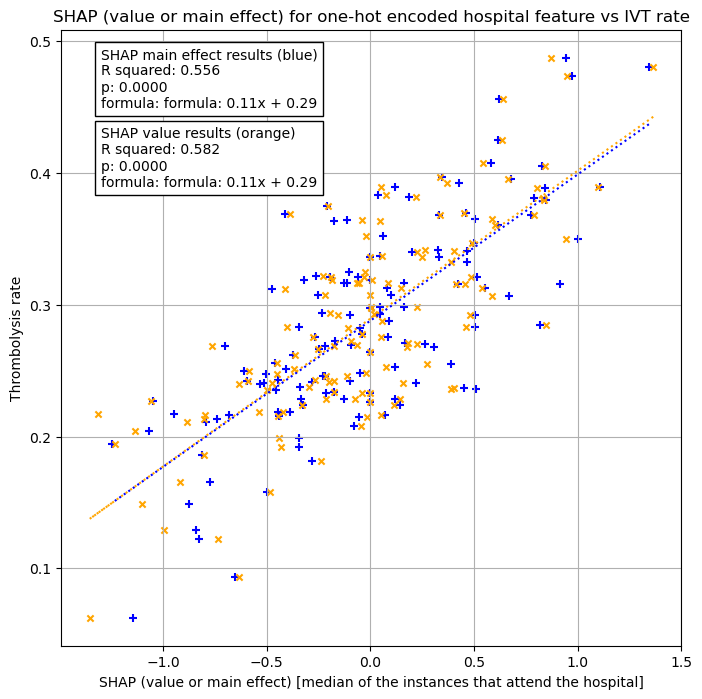 SHAP (value or main effect) for one-hot encoded hospital feature vs IVT rate
SHAP main effect results (blue)
R squared: 0.556
p: 0.0000
formula: formula: 0.11x + 0.29
SHAP value results (orange)
R squared: 0.582
p: 0.0000
formula: formula: 0.11x + 0.29
Thrombolysis rate
0.5
0.4
0.3
0.2
0.1
−1.0 −0.5 0.0 0.5 1.0 1.5
SHAP (value or main effect) [median of the instances that attend the hospital]